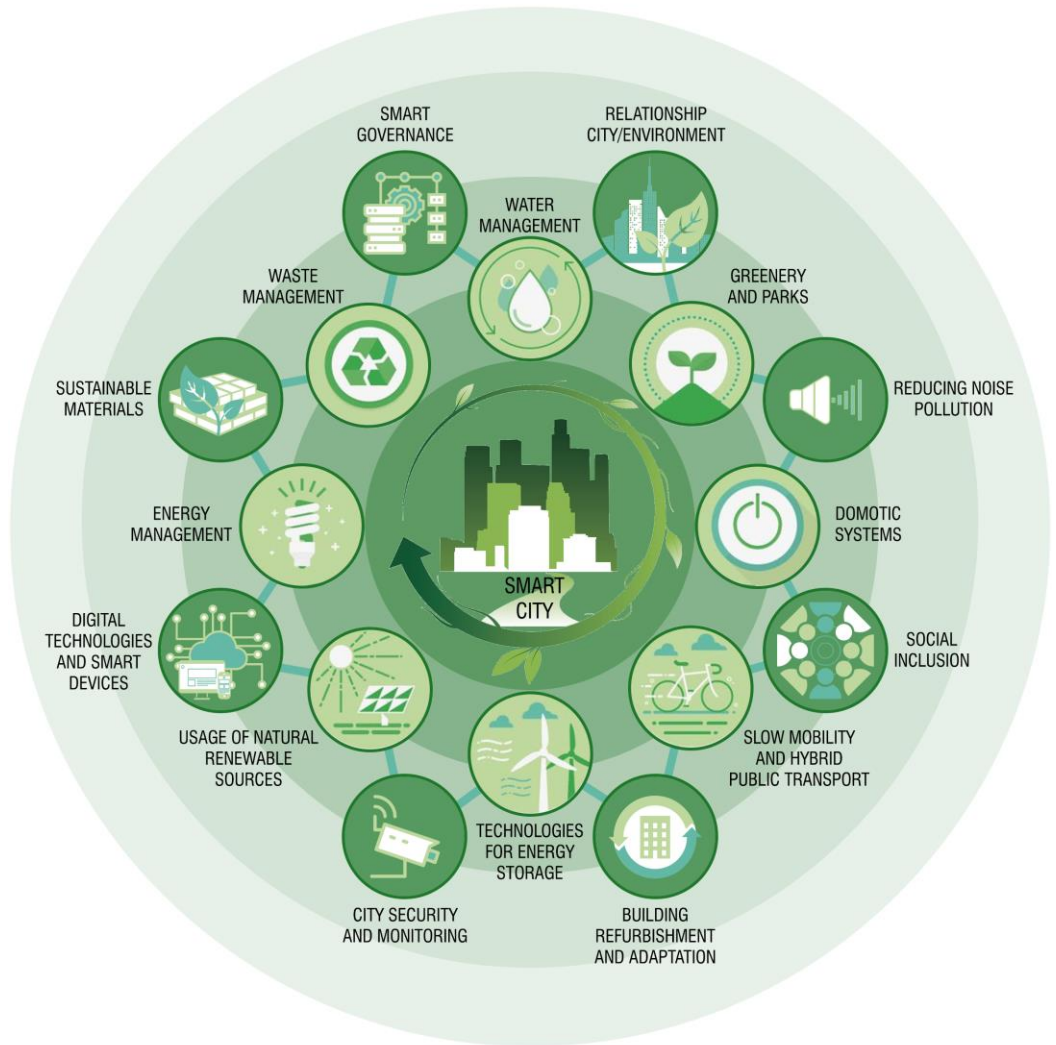 SMART
GOVERNANCE
RELATIONSHIP
CITY/ENVIRONMENT
WATER
MANAGEMENT
WASTE
MANAGEMENT
GREENERY
AND PARKS
SUSTAINABLE
MATERIALS
REDUCING NOISE
POLLUTION
ENERGY
MANAGEMENT
DOMOTIC
SYSTEMS
SMART
CITY
DIGITAL
TECHNOLOGIES
AND SMART
DEVICES
SOCIAL
INCLUSION
USAGE OF NATURAL
RENEWABLE
SOURCES
SLOW MOBILITY
AND HYBRID
PUBLIC TRANSPORT
TECHNOLOGIES
FOR ENERGY
STORAGE
CITY SECURITY
AND MONITORING
BUILDING
REFURBISHMENT
AND ADAPTATION